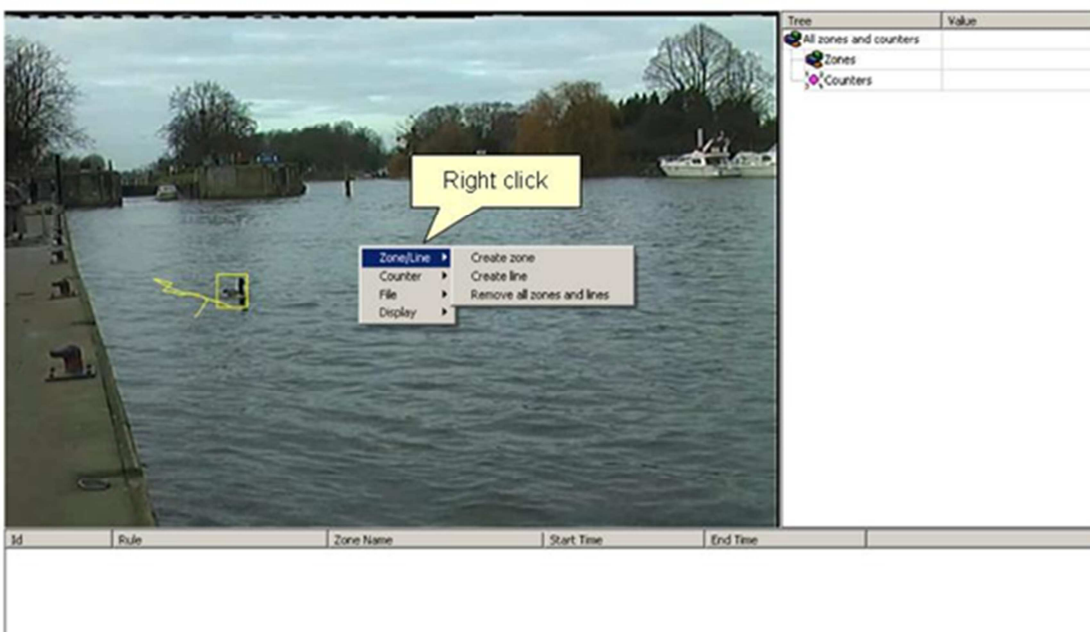 Tree Value
All zones and counters
Zones
Counters
Right click
Zone/Line Create zone
Counter Create line
File Remove all zones and lines
Display
Id Rule Zone Name Start Time End Time